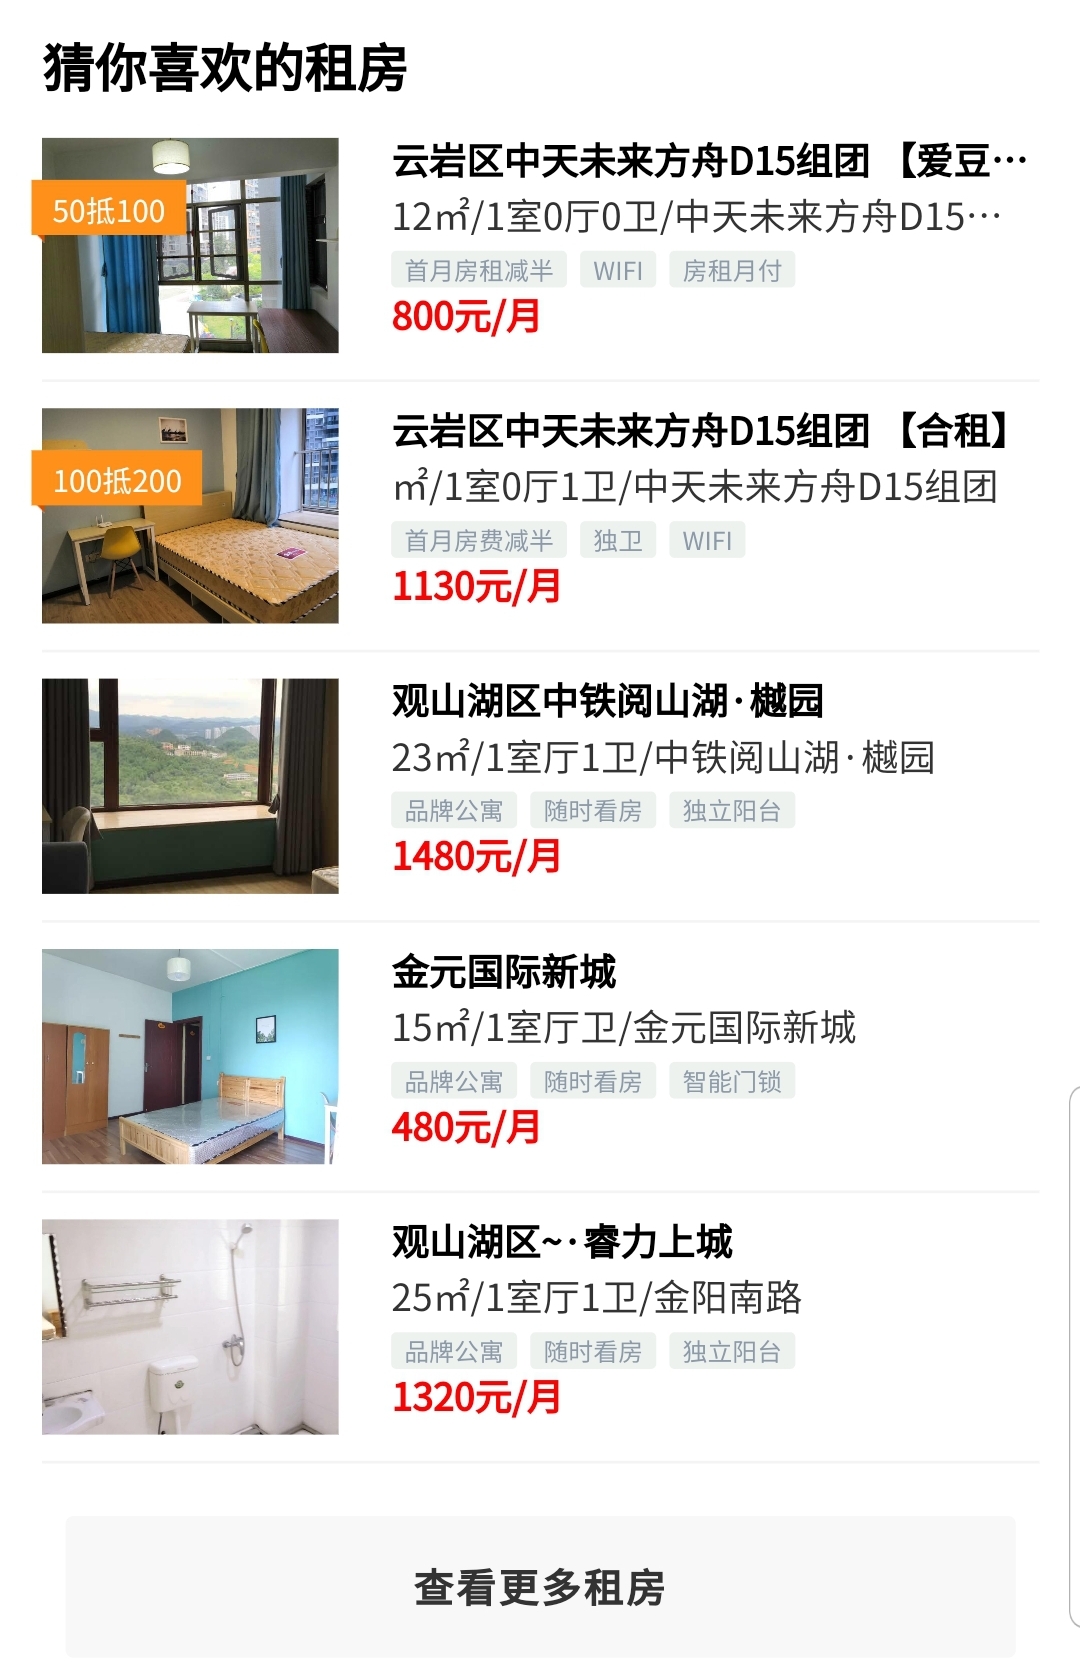 猜你喜欢的租房
云岩区中天未来方舟D15组团 【爱豆…
50抵100
12㎡/1室0厅0卫/中天未来方舟D15…
首月房租减半 WIFI 房租月付
800元/月
云岩区中天未来方舟D15组团 【合租】
100抵200
㎡/1室0厅1卫/中天未来方舟D15组团
首月房费减半 独卫 WIFI
1130元/月
观山湖区中铁阅山湖·樾园
23㎡/1室厅1卫/中铁阅山湖·樾园
品牌公寓 随时看房 独立阳台
1480元/月
金元国际新城
15㎡/1室厅卫/金元国际新城
品牌公寓 随时看房 智能门锁
480元/月
观山湖区~·睿力上城
25㎡/1室厅1卫/金阳南路
品牌公寓 随时看房 独立阳台
1320元/月
查看更多租房